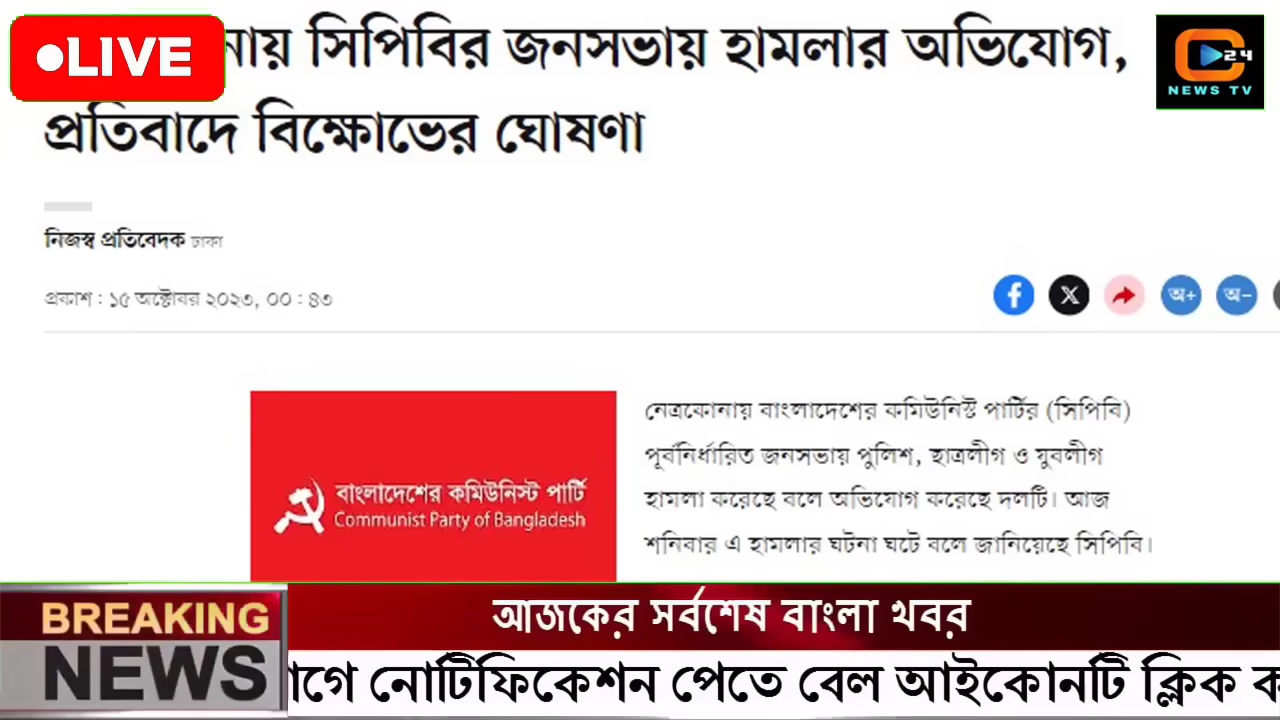 LIVE
সিপিবির জনসভায় হামলার অভিযোগ,
প্রতিবাদে বিক্ষোভের ঘোষণা
24
NEWS TV
নিজস্ব প্রতিবেদক ঢাকা
প্রকাশ : ১৫ অক্টোবর ২০২৩, ০০ : ৪৩
অ+ অ-
নেত্রকোনায় বাংলাদেশের কমিউনিস্ট পার্টির (সিপিবি)
পূর্বনির্ধারিত জনসভায় পুলিশ, ছাত্রলীগ ও যুবলীগ
হামলা করেছে বলে অভিযোগ করেছে দলটি। আজ
শনিবার এ হামলার ঘটনা ঘটে বলে জানিয়েছে সিপিবি।
বাংলাদেশের কমিউনিস্ট পার্টি
Communist Party of Bangladesh
BREAKING
NEWS
আজকের সর্বশেষ বাংলা খবর
নোটিফিকেশন পেতে বেল আইকোনটি ক্লিক